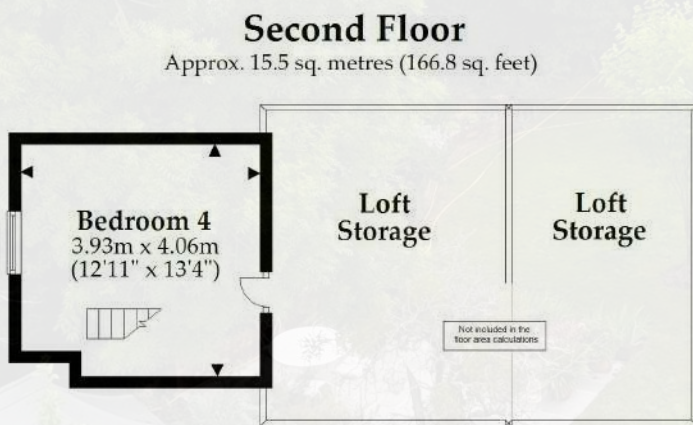 Second Floor
Approx. 15.5 sq. metres (166.8 sq. feet)
Bedroom 4
3.93m x 4.06m
(12'11" x 13'4")
Loft
Storage
Loft
Storage
Not included in the
floor area calculations